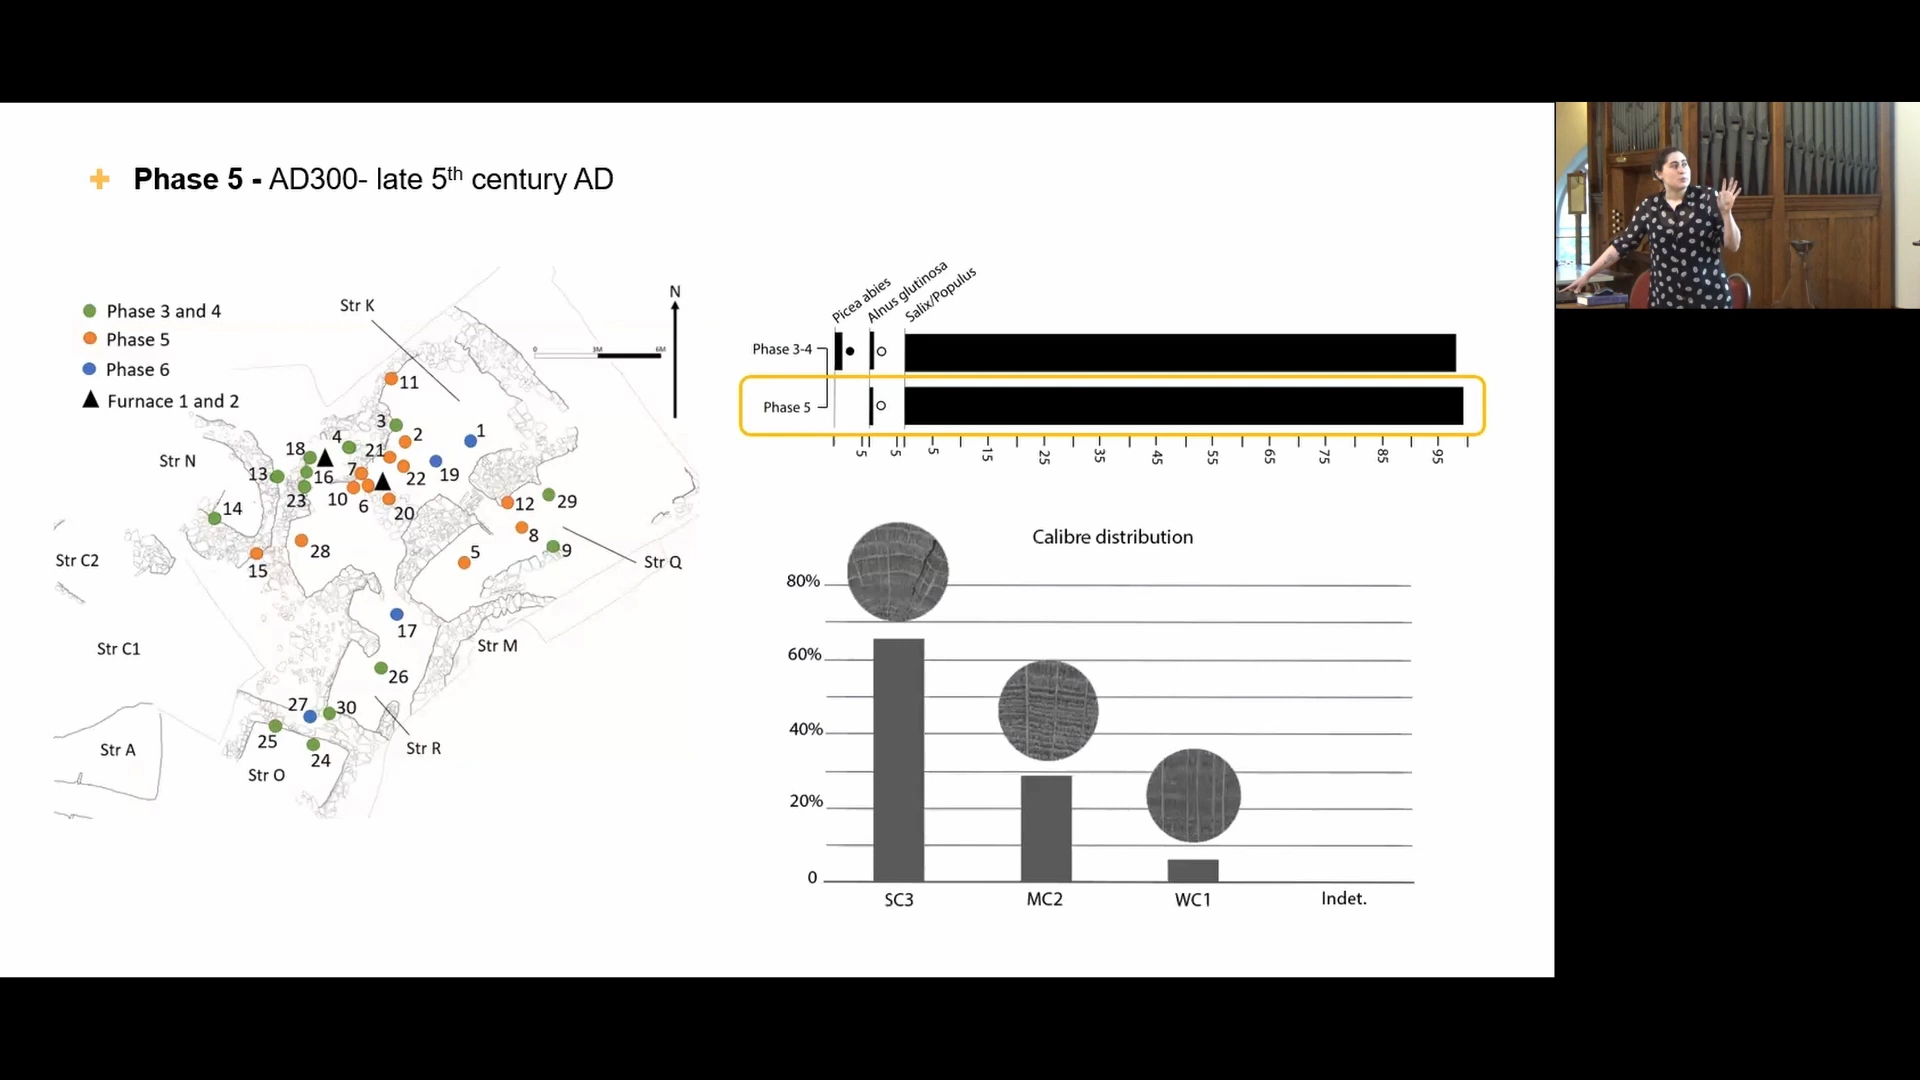 Phase 5 - AD300- late 5th century AD
Phase 3 and 4
Phase 5
Phase 6
Furnace 1 and 2
Str K
N
0 3M 6M
11
3
2
1
4
21
18
7
22
19
13
16
Str N
23
10
6
20
12
29
14
8
28
5
9
15
Str C2
Str Q
17
Str C1
Str M
26
27
30
25
24
Str R
Str A
Str O
Picea abies
Alnus glutinosa
Salix/Populus
Phase 3-4
Phase 5
5 5 5 15 25 35 45 55 65 75 85 95
Calibre distribution
80%
60%
40%
20%
0
SC3 MC2 WC1 Indet.